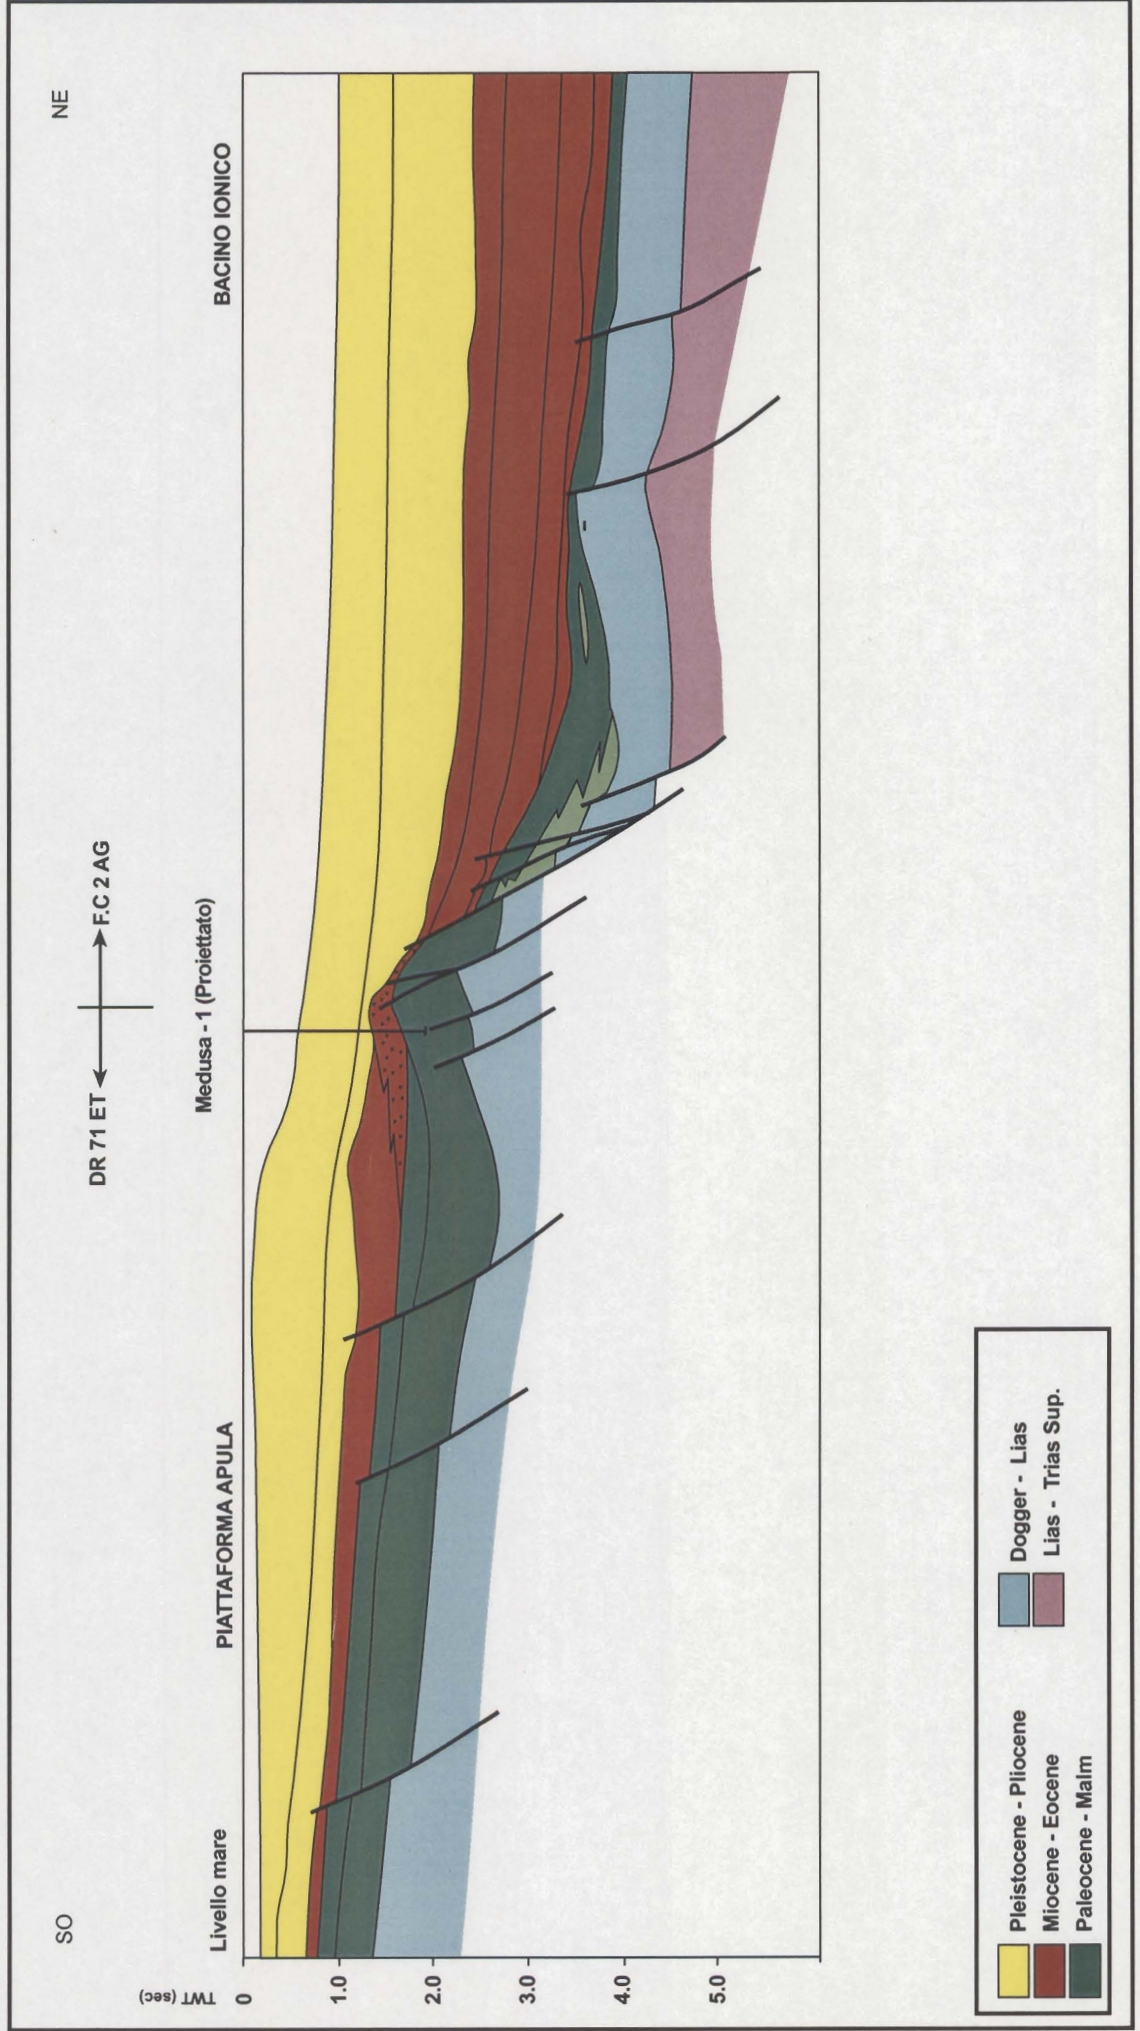 SO
NE
DR 71 ET
F.C 2 AG
Livello mare
PIATTAFORMA APULA
Medusa - 1 (Proiettato)
BACINO IONICO
TWT (sec)
0
1.0
2.0
3.0
4.0
5.0
Pleistocene - Pliocene
Miocene - Eocene
Paleocene - Malm
Dogger - Lias
Lias - Trias Sup.